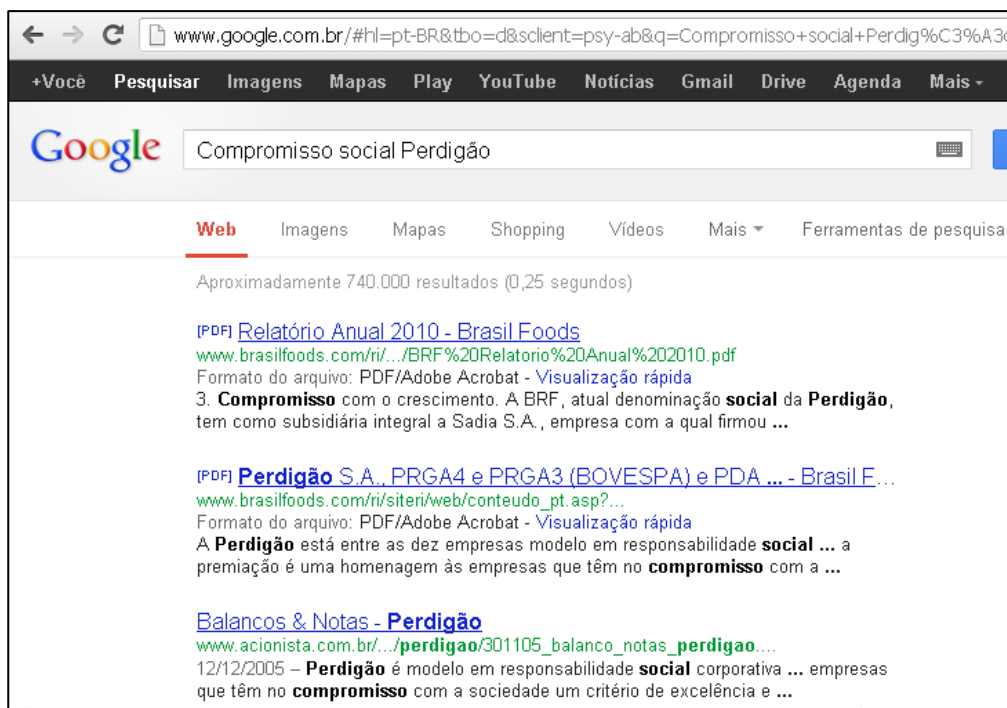 www.google.com.br/#hl=pt-BR&tbo=d&sclient=psy-ab&q=Compromisso+social+Perdig%C3%A3
+Você Pesquisar Imagens Mapas Play YouTube Notícias Gmail Drive Agenda Mais
Google Compromisso social Perdigão
Web Imagens Mapas Shopping Vídeos Mais Ferramentas de pesquisa
Aproximadamente 740.000 resultados (0,25 segundos)
[PDF] Relatório Anual 2010 - Brasil Foods
www.brasilfoods.com/ri/.../BRF%20Relatorio%20Anual%202010.pdf
Formato do arquivo: PDF/Adobe Acrobat - Visualização rápida
3. Compromisso com o crescimento. A BRF, atual denominação social da Perdigão,
tem como subsidiária integral a Sadia S.A., empresa com a qual firmou ...
[PDF] Perdigão S.A., PRGA4 e PRGA3 (BOVESPA) e PDA ... - Brasil F...
www.brasilfoods.com/ri/siteri/web/conteudo_pt.asp?...
Formato do arquivo: PDF/Adobe Acrobat - Visualização rápida
A Perdigão está entre as dez empresas modelo em responsabilidade social ... a
premiação é uma homenagem às empresas que têm no compromisso com a ...
Balancos & Notas - Perdigão
www.acionista.com.br/.../perdigao/301105_balanco_notas_perdigao....
12/12/2005 – Perdigão é modelo em responsabilidade social corporativa ... empresas
que têm no compromisso com a sociedade um critério de excelência e ...